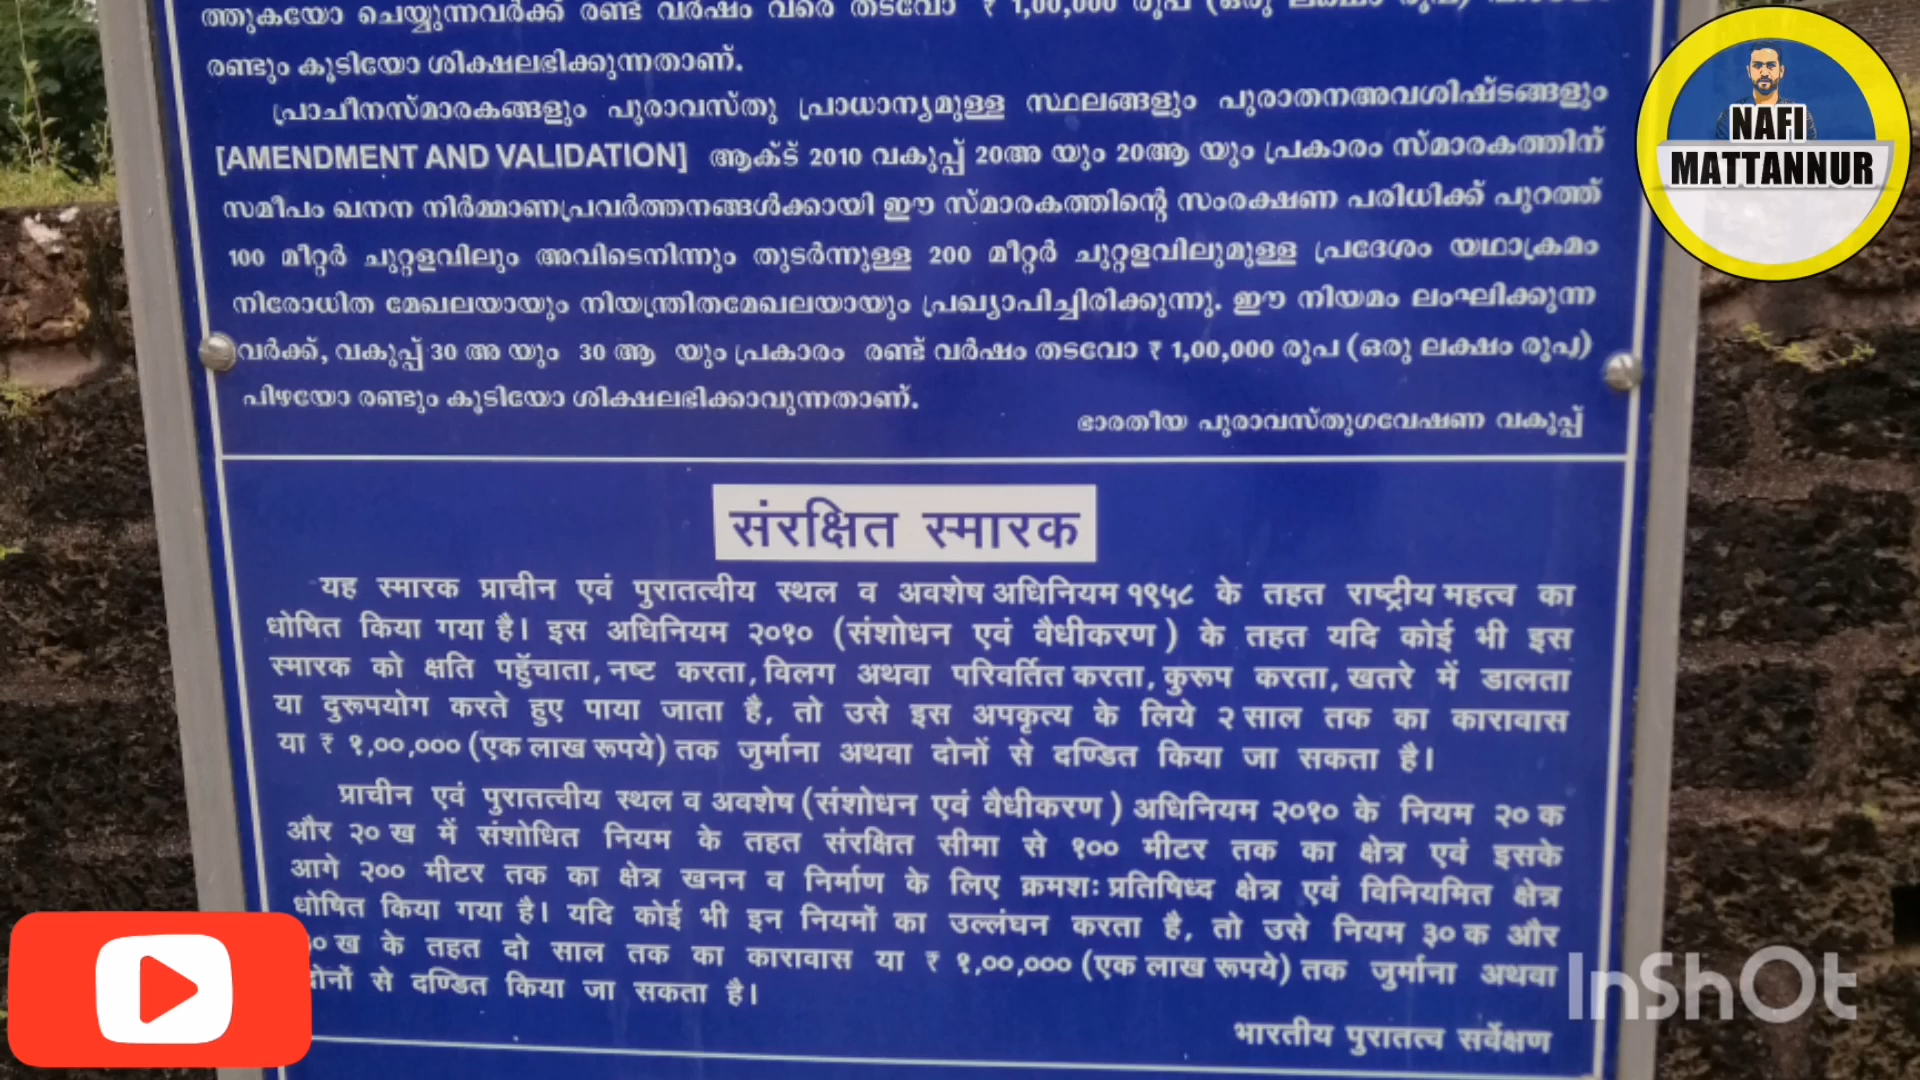 ത്തുകയോ ചെയ്യുന്നവർക്ക് രണ്ട് വർഷം വരെ തടവോ ₹ 1,00,000 രൂപ (ഒരു ലക്ഷം രൂപ)
രണ്ടും കൂടിയോ ശിക്ഷലഭിക്കുന്നതാണ്.
പ്രാചീനസ്മാരകങ്ങളും പുരാവസ്തു പ്രാധാന്യമുള്ള സ്ഥലങ്ങളും പുരാതനഅവശിഷ്ടങ്ങളും
[AMENDMENT AND VALIDATION] ആക്ട് 2010 വകുപ്പ് 20അ യും 20ആ യും പ്രകാരം സ്മാരകത്തിന്
സമീപം ഖനന നിർമ്മാണപ്രവർത്തനങ്ങൾക്കായി ഈ സ്മാരകത്തിന്റെ സംരക്ഷണ പരിധിക്ക് പുറത്ത്
100 മീറ്റർ ചുറ്റളവിലും അവിടെനിന്നും തുടർന്നുള്ള 200 മീറ്റർ ചുറ്റളവിലുമുള്ള പ്രദേശം യഥാക്രമം
നിരോധിത മേഖലയായും നിയന്ത്രിതമേഖലയായും പ്രഖ്യാപിച്ചിരിക്കുന്നു. ഈ നിയമം ലംഘിക്കുന്ന
വർക്ക്, വകുപ്പ് 30 അ യും 30 ആ യും പ്രകാരം രണ്ട് വർഷം തടവോ ₹ 1,00,000 രൂപ (ഒരു ലക്ഷം രൂപ)
പിഴയോ രണ്ടും കൂടിയോ ശിക്ഷലഭിക്കാവുന്നതാണ്.
ഭാരതീയ പുരാവസ്തുഗവേഷണ വകുപ്പ്
संरक्षित स्मारक
यह स्मारक प्राचीन एवं पुरातत्वीय स्थल व अवशेष अधिनियम १९५८ के तहत राष्ट्रीय महत्व का
धोषित किया गया है। इस अधिनियम २०१० (संशोधन एवं वैधीकरण) के तहत यदि कोई भी इस
स्मारक को क्षति पहुँचाता, नष्ट करता, विलग अथवा परिवर्तित करता, कुरूप करता, खतरे में डालता
या दुरूपयोग करते हुए पाया जाता है, तो उसे इस अपकृत्य के लिये २ साल तक का कारावास
या ₹ १,००,००० (एक लाख रूपये) तक जुर्माना अथवा दोनों से दण्डित किया जा सकता है।
प्राचीन एवं पुरातत्वीय स्थल व अवशेष (संशोधन एवं वैधीकरण) अधिनियम २०१० के नियम २० क
और २० ख में संशोधित नियम के तहत संरक्षित सीमा से १०० मीटर तक का क्षेत्र एवं इसके
आगे २०० मीटर तक का क्षेत्र खनन व निर्माण के लिए क्रमशः प्रतिषिध्द क्षेत्र एवं विनियमित क्षेत्र
धोषित किया गया है। यदि कोई भी इन नियमों का उल्लंघन करता है, तो उसे नियम ३० क और
० ख के तहत दो साल तक का कारावास या ₹ १,००,००० (एक लाख रूपये) तक जुर्माना अथवा
दोनों से दण्डित किया जा सकता है।
भारतीय पुरातत्व सर्वेक्षण
NAFI
MATTANNUR
InShOt